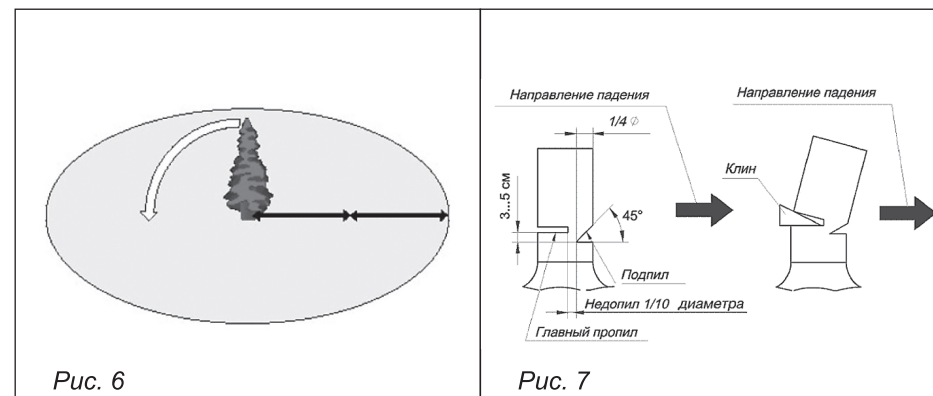 Рис. 6
Направление падения
1/4 ∅
3...5 см
45°
Подпил
Недопил 1/10 диаметра
Главный пропил
Направление падения
Клин
Рис. 7